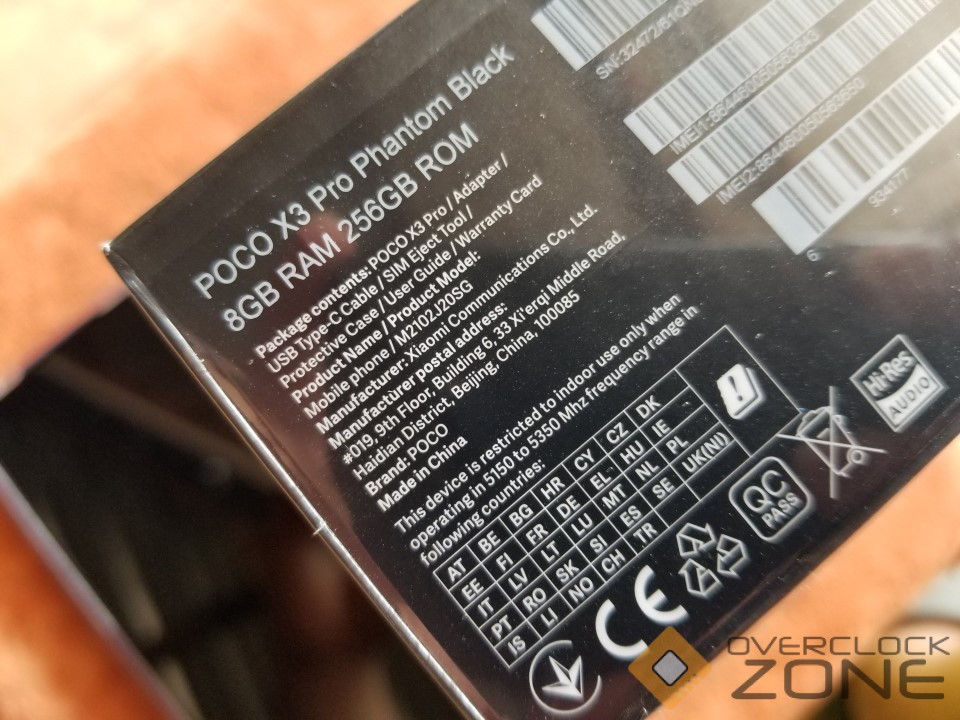 POCO X3 Pro Phantom Black
8GB RAM 256GB ROM
Package contents: POCO X3 Pro / Adapter /
USB Type-C Cable / SIM Eject Tool /
Protective Case / User Guide / Warranty Card
Product Name / Product Model:
Mobile phone / M2102J20SG
Manufacturer: Xiaomi Communications Co., Ltd.
Manufacturer postal address:
#019, 9th Floor, Building 6, 33 Xi'erqi Middle Road,
Haidian District, Beijing, China, 100085
Brand: POCO
Made in China
This device is restricted to indoor use only when
operating in 5150 to 5350 Mhz frequency range in
following countries:
AT BE BG HR CY CZ DK
EE FI FR DE EL HU IE
IT LV LT LU MT NL PL
PT RO SK SI ES SE UK(NI)
IS LI NO CH TR
934177
6
Hi-Res
AUDIO
QC
PASS
CE
OVERCLOCK
ZONE